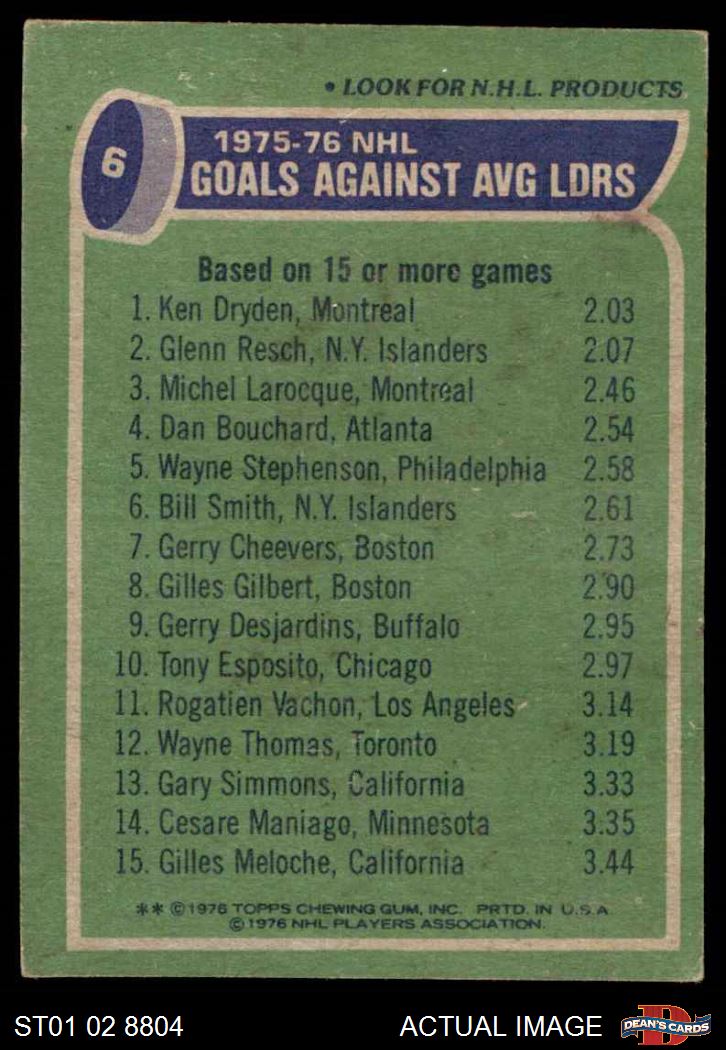 • LOOK FOR N.H.L. PRODUCTS
6
1975-76 NHL
GOALS AGAINST AVG LDRS
Based on 15 or more games
1. Ken Dryden, Montreal 2.03
2. Glenn Resch, N.Y. Islanders 2.07
3. Michel Larocque, Montreal 2.46
4. Dan Bouchard, Atlanta 2.54
5. Wayne Stephenson, Philadelphia 2.58
6. Bill Smith, N.Y. Islanders 2.61
7. Gerry Cheevers, Boston 2.73
8. Gilles Gilbert, Boston 2.90
9. Gerry Desjardins, Buffalo 2.95
10. Tony Esposito, Chicago 2.97
11. Rogatien Vachon, Los Angeles 3.14
12. Wayne Thomas, Toronto 3.19
13. Gary Simmons, California 3.33
14. Cesare Maniago, Minnesota 3.35
15. Gilles Meloche, California 3.44
** ©1976 TOPPS CHEWING GUM, INC. PRTD. IN U.S.A.
©1976 NHL PLAYERS ASSOCIATION.
ST01 02 8804 ACTUAL IMAGE
D
DEAN'S CARDS